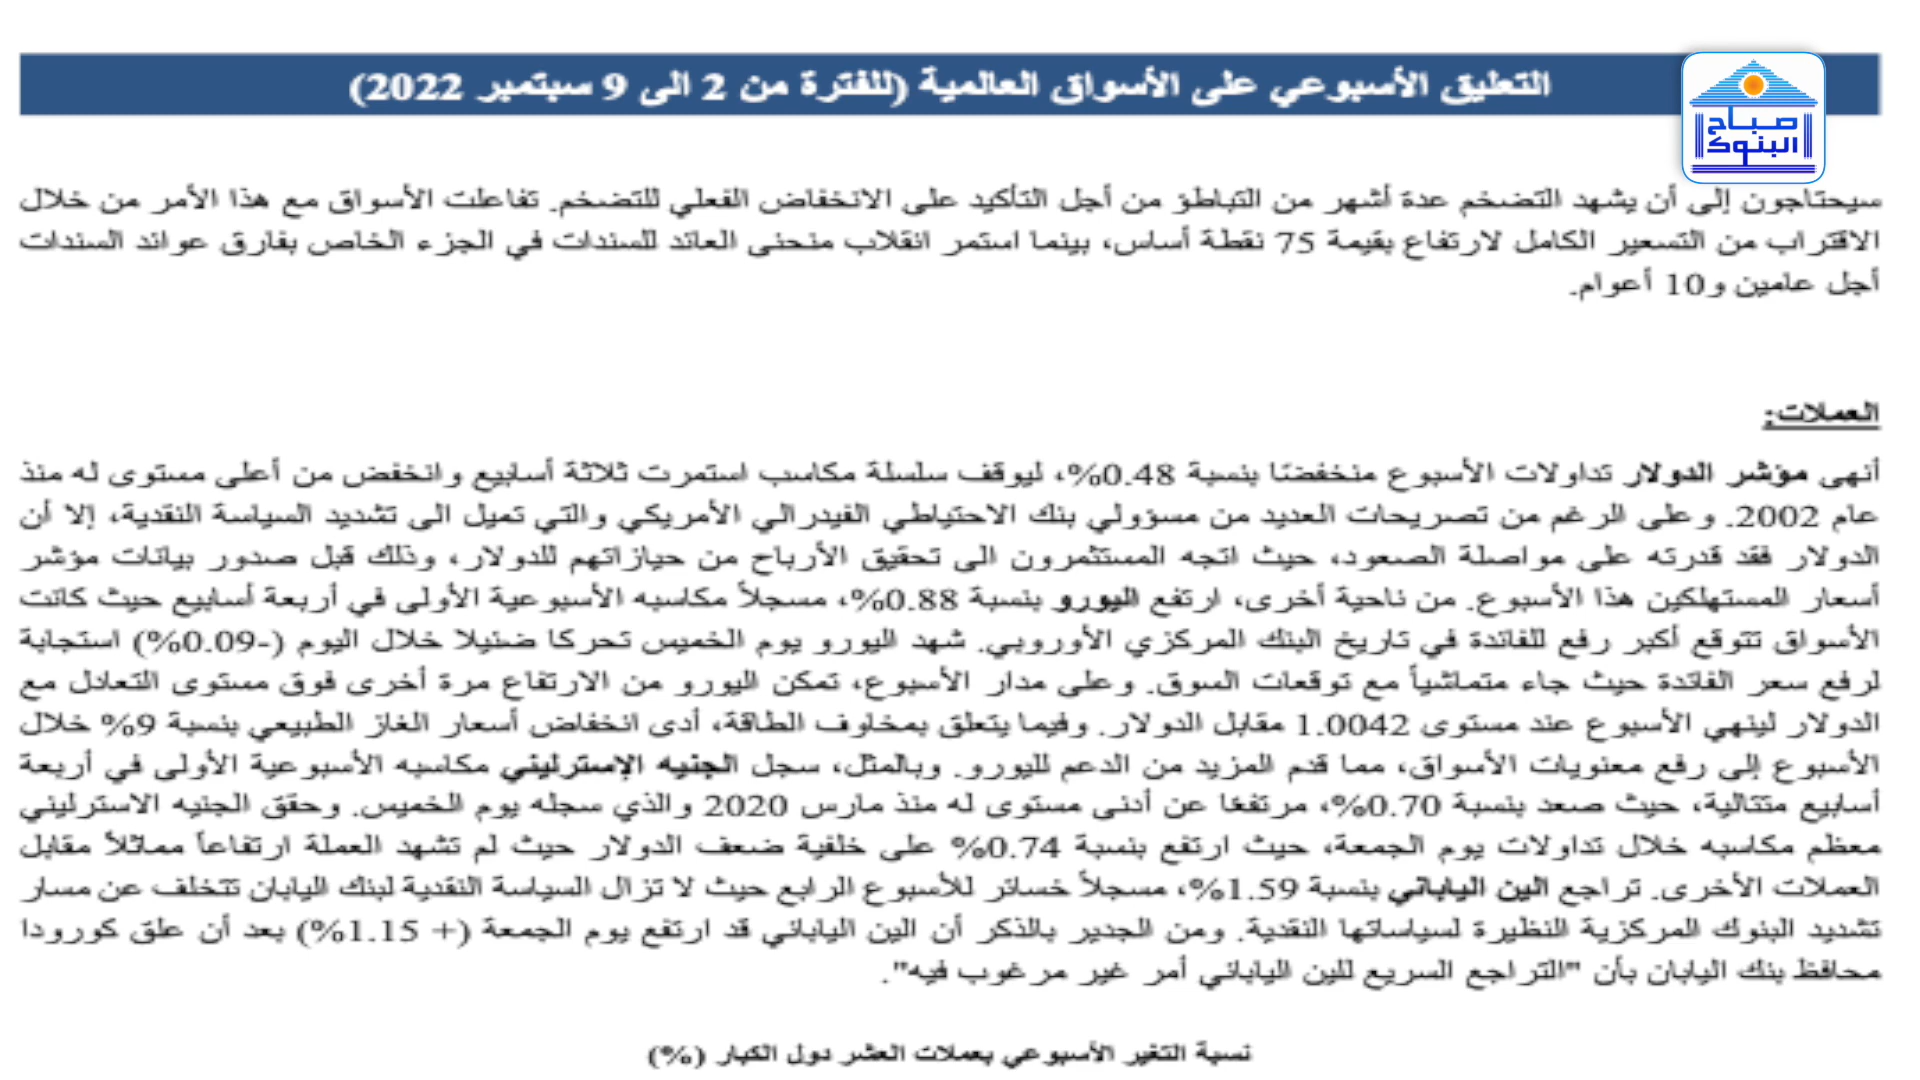 التعليق الأسبوعي على الأسواق العالمية (للفترة من 2 الى 9 سبتمبر 2022)
صباح
البنوك
سيحتاجون إلى أن يشهد التضخم عدة أشهر من التباطؤ من أجل التأكيد على الانخفاض الفعلي للتضخم. تفاعلت الأسواق مع هذا الأمر من خلال
الاقتراب من التسعير الكامل لارتفاع بقيمة 75 نقطة أساس، بينما استمر انقلاب منحنى العائد للسندات في الجزء الخاص بفارق عوائد السندات
أجل عامين و10 أعوام.
العملات:
أنهى مؤشر الدولار تداولات الأسبوع منخفضًا بنسبة 0.48%، ليوقف سلسلة مكاسب استمرت ثلاثة أسابيع وانخفض من أعلى مستوى له منذ
عام 2002. وعلى الرغم من تصريحات العديد من مسؤولي بنك الاحتياطي الفيدرالي الأمريكي والتي تميل الى تشديد السياسة النقدية، إلا أن
الدولار فقد قدرته على مواصلة الصعود، حيث اتجه المستثمرون الى تحقيق الأرباح من حيازاتهم للدولار، وذلك قبل صدور بيانات مؤشر
أسعار المستهلكين هذا الأسبوع. من ناحية أخرى، ارتفع اليورو بنسبة 0.88%، مسجلاً مكاسبه الأسبوعية الأولى في أربعة أسابيع حيث كانت
الأسواق تتوقع أكبر رفع للفائدة في تاريخ البنك المركزي الأوروبي. شهد اليورو يوم الخميس تحركا ضئيلا خلال اليوم (-0.09%) استجابة
لرفع سعر الفائدة حيث جاء متماشياً مع توقعات السوق. وعلى مدار الأسبوع، تمكن اليورو من الارتفاع مرة أخرى فوق مستوى التعادل مع
الدولار لينهي الأسبوع عند مستوى 1.0042 مقابل الدولار. وفيما يتعلق بمخاوف الطاقة، أدى انخفاض أسعار الغاز الطبيعي بنسبة 9% خلال
الأسبوع إلى رفع معنويات الأسواق، مما قدم المزيد من الدعم لليورو. وبالمثل، سجل الجنيه الإسترليني مكاسبه الأسبوعية الأولى في أربعة
أسابيع متتالية، حيث صعد بنسبة 0.70%، مرتفعًا عن أدنى مستوى له منذ مارس 2020 والذي سجله يوم الخميس. وحقق الجنيه الاسترليني
معظم مكاسبه خلال تداولات يوم الجمعة، حيث ارتفع بنسبة 0.74% على خلفية ضعف الدولار حيث لم تشهد العملة ارتفاعاً مماثلاً مقابل
العملات الأخرى. تراجع الين الياباني بنسبة 1.59%، مسجلاً خسائر للأسبوع الرابع حيث لا تزال السياسة النقدية لبنك اليابان تتخلف عن مسار
تشديد البنوك المركزية النظيرة لسياساتها النقدية. ومن الجدير بالذكر أن الين الياباني قد ارتفع يوم الجمعة (+ 1.15%) بعد أن علق كورودا
محافظ بنك اليابان بأن "التراجع السريع للين الياباني أمر غير مرغوب فيه".
نسبة التغير الأسبوعي بعملات العشر دول الكبار (%)